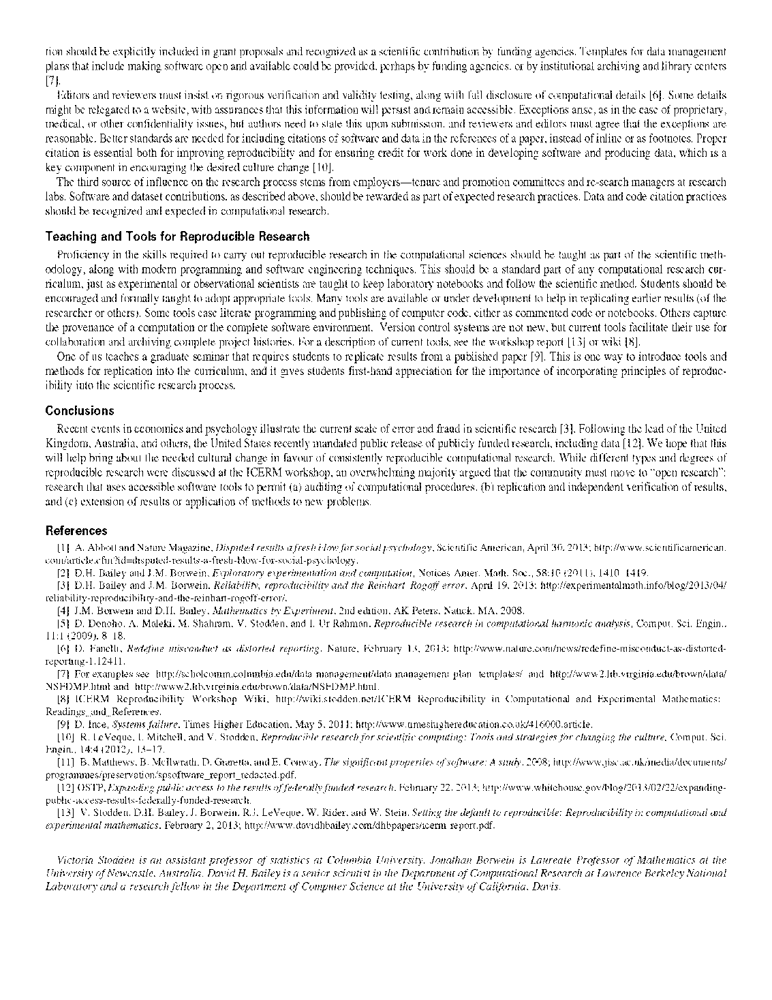 tion should be explicitly included in grant proposals and recognized as a scientific contribution by funding agencies. Templates for data management
plans that include making software open and available could be provided, perhaps by funding agencies, or by institutional archiving and library centers
[7].
Editors and reviewers must insist on rigorous verification and validity testing, along with full disclosure of computational details [6]. Some details
might be relegated to a website, with assurances that this information will persist and remain accessible. Exceptions arise, as in the case of proprietary,
medical, or other confidentiality issues, but authors need to state this upon submission, and reviewers and editors must agree that the exceptions are
reasonable. Better standards are needed for including citations of software and data in the references of a paper, instead of inline or as footnotes. Proper
citation is essential both for improving reproducibility and for ensuring credit for work done in developing software and producing data, which is a
key component in encouraging the desired culture change [10].
The third source of influence on the research process stems from employers—tenure and promotion committees and re-search managers at research
labs. Software and dataset contributions, as described above, should be rewarded as part of expected research practices. Data and code citation practices
should be recognized and expected in computational research.
Teaching and Tools for Reproducible Research
Proficiency in the skills required to carry out reproducible research in the computational sciences should be taught as part of the scientific meth-
odology, along with modern programming and software engineering techniques. This should be a standard part of any computational research cur-
riculum, just as experimental or observational scientists are taught to keep laboratory notebooks and follow the scientific method. Students should be
encouraged and formally taught to adopt appropriate tools. Many tools are available or under development to help in replicating earlier results (of the
researcher or others). Some tools ease literate programming and publishing of computer code, either as commented code or notebooks. Others capture
the provenance of a computation or the complete software environment. Version control systems are not new, but current tools facilitate their use for
collaboration and archiving complete project histories. For a description of current tools, see the workshop report [13] or wiki [8].
One of us teaches a graduate seminar that requires students to replicate results from a published paper [9]. This is one way to introduce tools and
methods for replication into the curriculum, and it gives students first-hand appreciation for the importance of incorporating principles of reproduc-
ibility into the scientific research process.
Conclusions
Recent events in economics and psychology illustrate the current scale of error and fraud in scientific research [3]. Following the lead of the United
Kingdom, Australia, and others, the United States recently mandated public release of publicly funded research, including data [12]. We hope that this
will help bring about the needed cultural change in favour of consistently reproducible computational research. While different types and degrees of
reproducible research were discussed at the ICERM workshop, an overwhelming majority argued that the community must move to “open research”:
research that uses accessible software tools to permit (a) auditing of computational procedures, (b) replication and independent verification of results,
and (c) extension of results or application of methods to new problems.
References
[1] A. Abbott and Nature Magazine, Disputed results a fresh blow for social psychology, Scientific American, April 30, 2013; http://www.scientificamerican.
com/article.cfm?id=disputed-results-a-fresh-blow-for-social-psychology.
[2] D.H. Bailey and J.M. Borwein, Exploratory experimentation and computation, Notices Amer. Math. Soc., 58:10 (2011), 1410–1419.
[3] D.H. Bailey and J.M. Borwein, Reliability, reproducibility and the Reinhart–Rogoff error, April 19, 2013; http://experimentalmath.info/blog/2013/04/
reliability-reproducibility-and-the-reinhart-rogoff-error/.
[4] J.M. Borwein and D.H. Bailey, Mathematics by Experiment, 2nd edition, AK Peters, Natick, MA, 2008.
[5] D. Donoho, A. Maleki, M. Shahram, V. Stodden, and I. Ur Rahman, Reproducible research in computational harmonic analysis, Comput. Sci. Engin.,
11:1 (2009), 8–18.
[6] D. Fanelli, Redefine misconduct as distorted reporting, Nature, February 13, 2013; http://www.nature.com/news/redefine-misconduct-as-distorted-
reporting-1.12411.
[7] For examples see http://scholcomm.columbia.edu/data-management/data-management-plan-templates/ and http://www2.lib.virginia.edu/brown/data/
NSFDMP.html and http://www2.lib.virginia.edu/brown/data/NSFDMP.html.
[8] ICERM Reproducibility Workshop Wiki, http://wiki.stodden.net/ICERM_Reproducibility_in_Computational_and_Experimental_Mathematics:_
Readings_and_References.
[9] D. Ince, Systems failure, Times Higher Education, May 5, 2011; http://www.timeshighereducation.co.uk/416000.article.
[10] R. LeVeque, I. Mitchell, and V. Stodden, Reproducible research for scientific computing: Tools and strategies for changing the culture, Comput. Sci.
Engin., 14:4 (2012), 13–17.
[11] B. Matthews, B. McIlwrath, D. Giaretta, and E. Conway, The significant properties of software: A study, 2008; http://www.jisc.ac.uk/media/documents/
programmes/preservation/spsoftware_report_redacted.pdf.
[12] OSTP, Expanding public access to the results of federally funded research, February 22, 2013; http://www.whitehouse.gov/blog/2013/02/22/expanding-
public-access-results-federally-funded-research.
[13] V. Stodden, D.H. Bailey, J. Borwein, R.J. LeVeque, W. Rider, and W. Stein, Setting the default to reproducible: Reproducibility in computational and
experimental mathematics, February 2, 2013; http://www.davidhbailey.com/dhbpapers/icerm-report.pdf.
Victoria Stodden is an assistant professor of statistics at Columbia University. Jonathan Borwein is Laureate Professor of Mathematics at the
University of Newcastle, Australia. David H. Bailey is a senior scientist in the Department of Computational Research at Lawrence Berkeley National
Laboratory and a research fellow in the Department of Computer Science at the University of California, Davis.